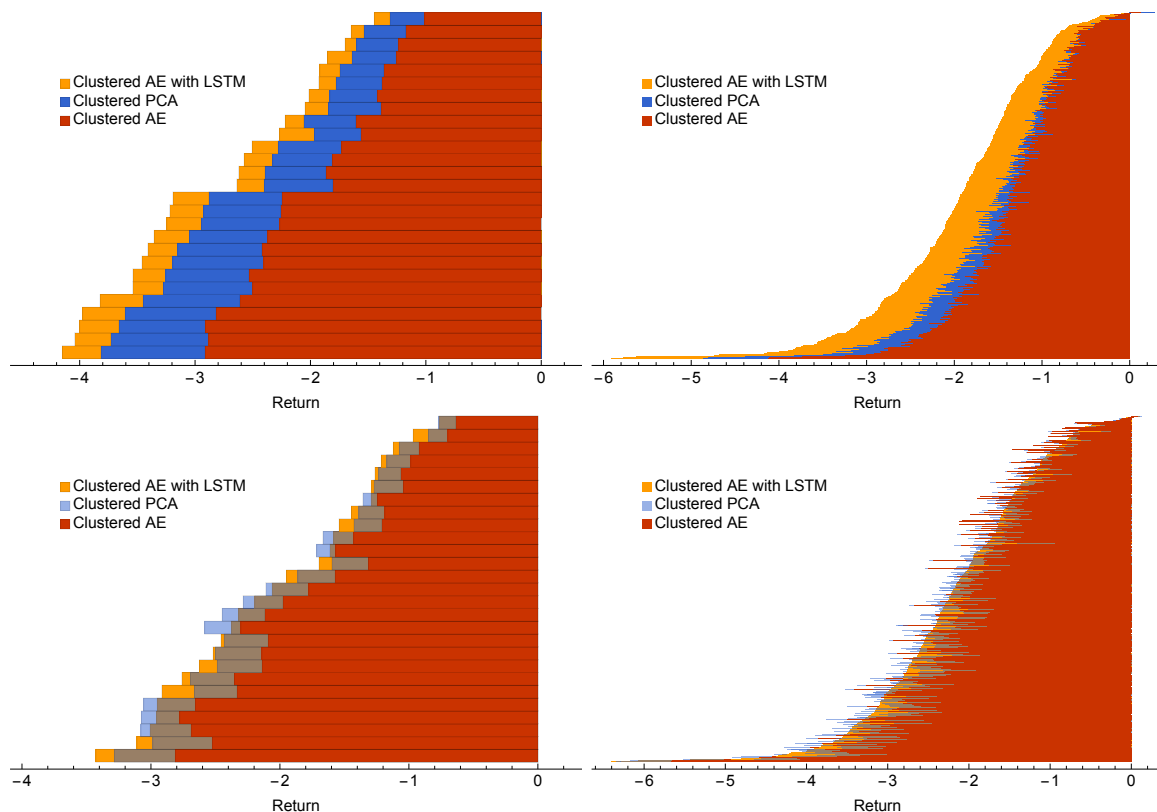 Clustered AE with LSTM
Clustered PCA
Clustered AE
−4 −3 −2 −1 0
Return
Clustered AE with LSTM
Clustered PCA
Clustered AE
−6 −5 −4 −3 −2 −1 0
Return
Clustered AE with LSTM
Clustered PCA
Clustered AE
−4 −3 −2 −1 0
Return
Clustered AE with LSTM
Clustered PCA
Clustered AE
−6 −5 −4 −3 −2 −1 0
Return